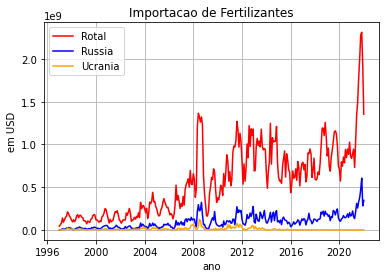 Importacao de Fertilizantes
1e9
Rotal
Russia
Ucrania
2.0
1.5
1.0
0.5
0.0
em USD
1996
2000
2004
2008
2012
2016
2020
ano